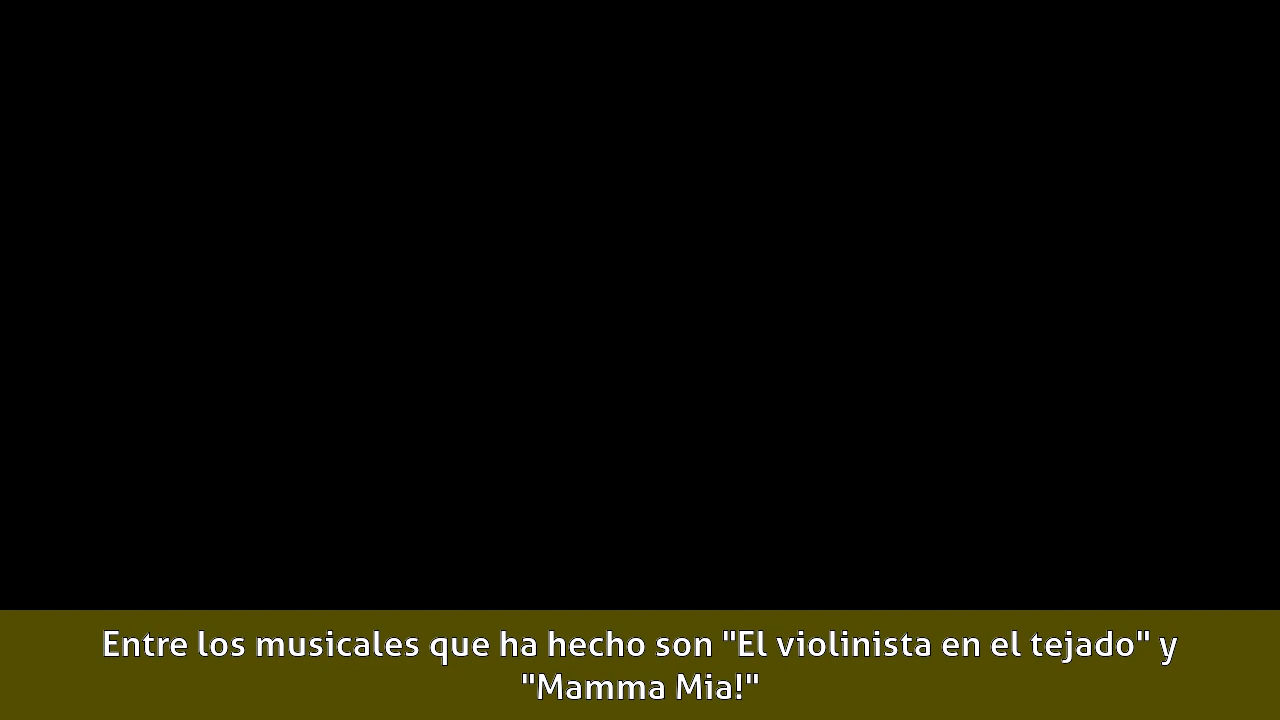 Entre los musicales que ha hecho son "El violinista en el tejado" y
"Mamma Mia!"